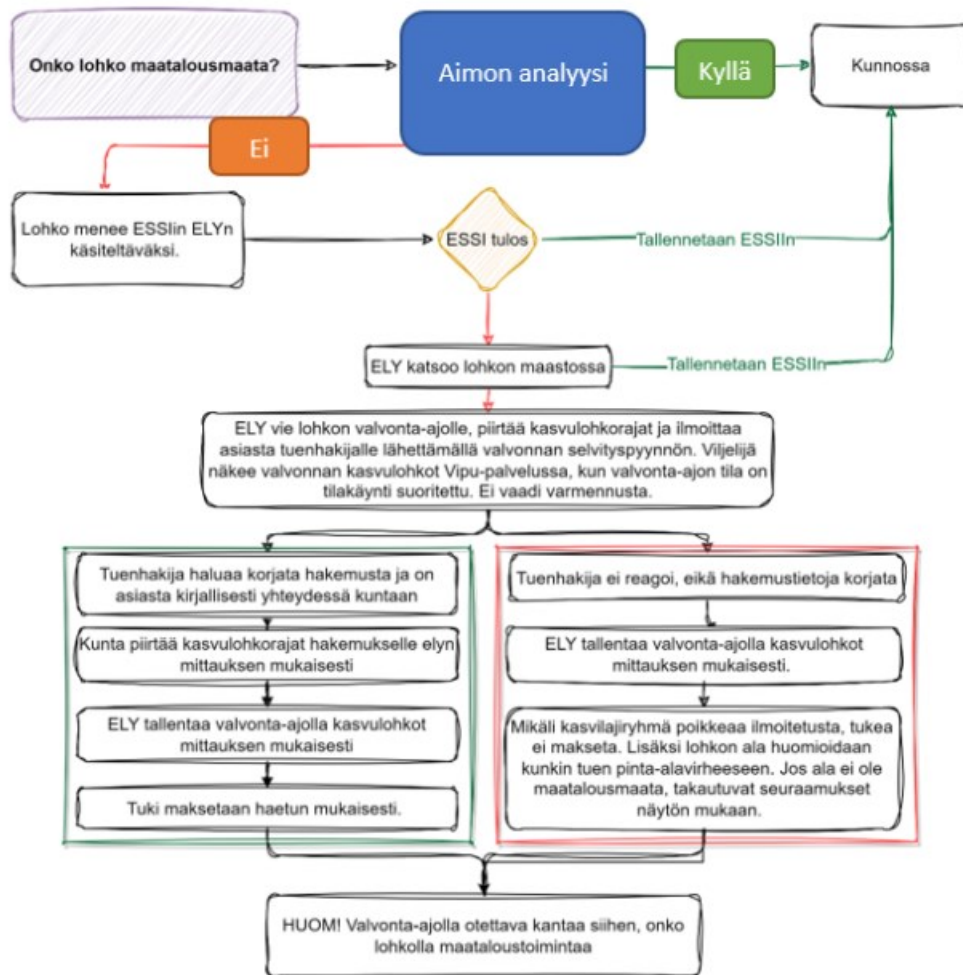 Onko lohko maatalousmaata?
Aimon analyysi
Kyllä
Kunnossa
Ei
Lohko menee ESSIin ELYn
käsiteltäväksi.
ESSI tulos
Tallennetaan ESSIIn
ELY katsoo lohkon maastossa
Tallennetaan ESSIIn
ELY vie lohkon valvonta-ajolle, piirtää kasvulohkorajat ja ilmoittaa
asiasta tuenhakijalle lähettämällä valvonnan selvityspyynnön. Viljelijä
näkee valvonnan kasvulohkot Vipu-palvelussa, kun valvonta-ajon tila on
tilakäynti suoritettu. Ei vaadi varmennusta.
Tuenhakija haluaa korjata hakemusta ja on
asiasta kirjallisesti yhteydessä kuntaan
Kunta piirtää kasvulohkorajat hakemukselle elyn
mittauksen mukaisesti
ELY tallentaa valvonta-ajolla kasvulohkot
mittauksen mukaisesti
Tuki maksetaan haetun mukaisesti.
Tuenhakija ei reagoi, eikä hakemustietoja korjata
ELY tallentaa valvonta-ajolla kasvulohkot
mittauksen mukaisesti.
Mikäli kasvilajiryhmä poikkeaa ilmoitetusta, tukea
ei makseta. Lisäksi lohkon ala huomioidaan
kunkin tuen pinta-alavirheeseen. Jos ala ei ole
maatalousmaata, takautuvat seuraamukset
näytön mukaan.
HUOM! Valvonta-ajolla otettava kantaa siihen, onko
lohkolla maataloustoimintaa